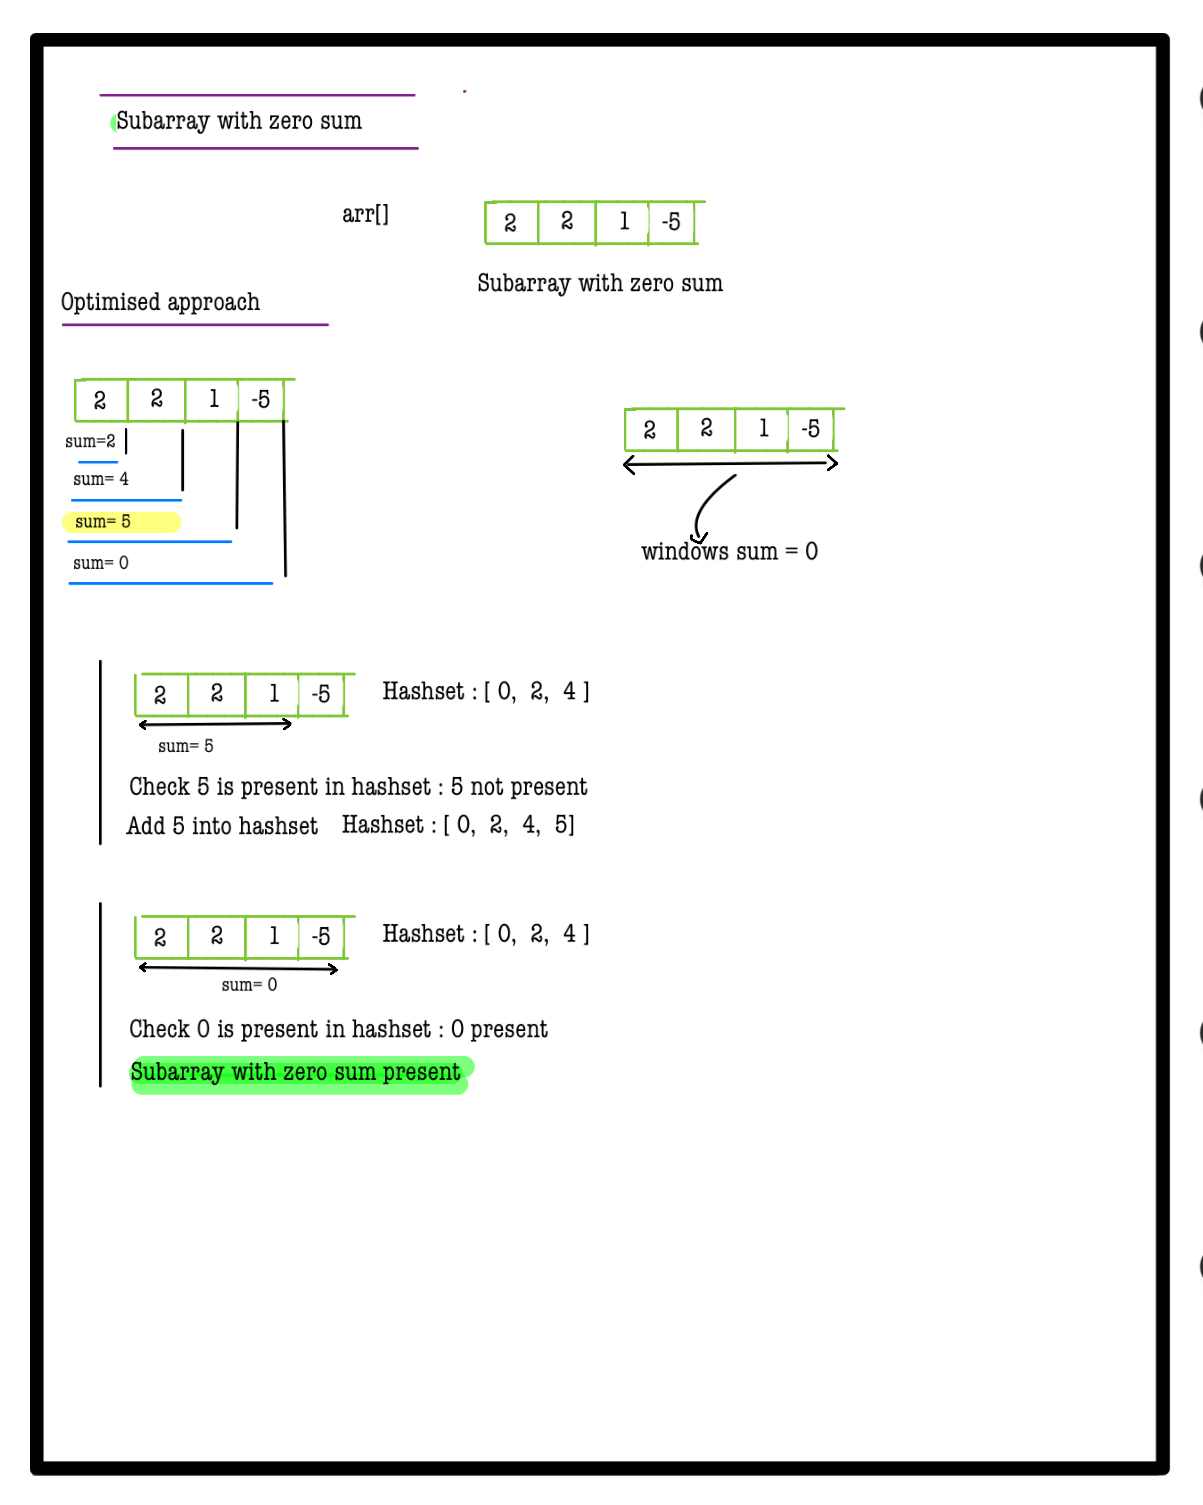 Subarray with zero sum
arr[] 2 2 1 -5
Subarray with zero sum
Optimised approach
2 2 1 -5
sum=2
sum= 4
sum= 5
sum= 0
2 2 1 -5
windows sum = 0
2 2 1 -5 Hashset : [ 0, 2, 4 ]
sum= 5
Check 5 is present in hashset : 5 not present
Add 5 into hashset Hashset : [ 0, 2, 4, 5]
2 2 1 -5 Hashset : [ 0, 2, 4 ]
sum= 0
Check 0 is present in hashset : 0 present
Subarray with zero sum present